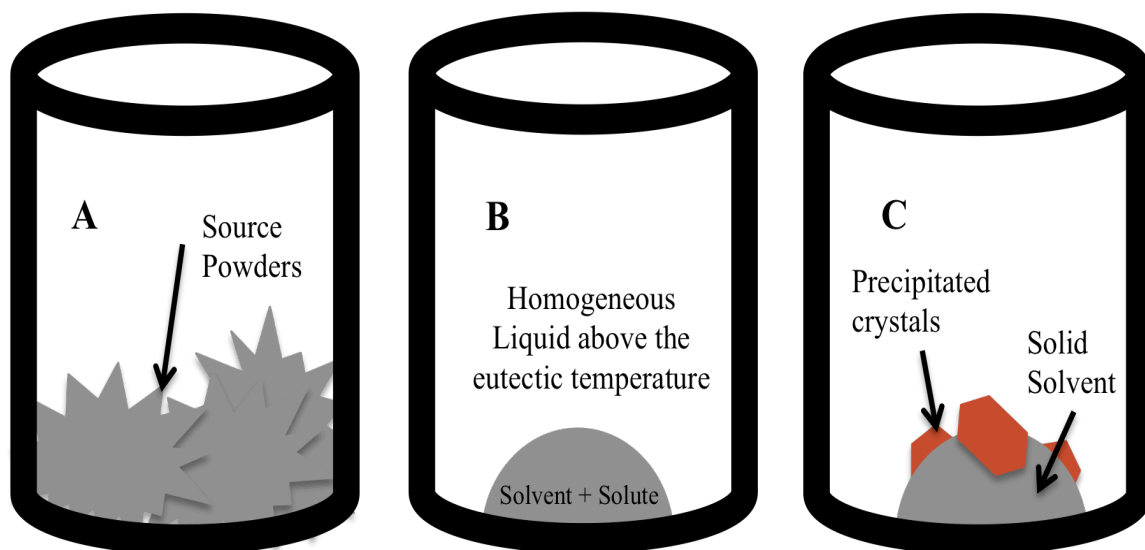 A
Source
Powders
B
Homogeneous
Liquid above the
eutectic temperature
Solvent + Solute
C
Precipitated
crystals
Solid
Solvent